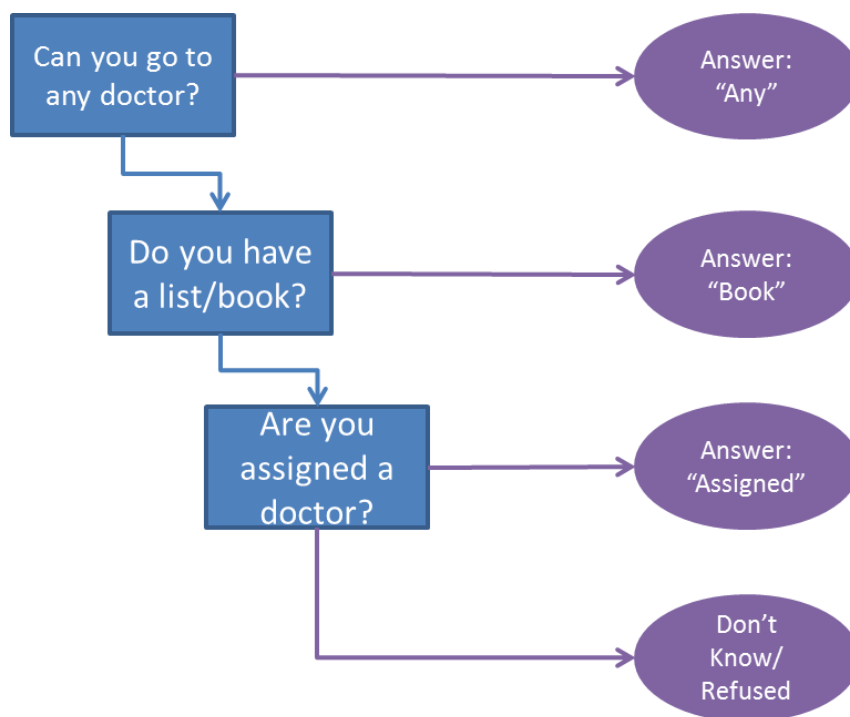 Can you go to
any doctor?
Answer:
“Any”
Do you have
a list/book?
Answer:
“Book”
Are you
assigned a
doctor?
Answer:
“Assigned”
Don’t
Know/
Refused